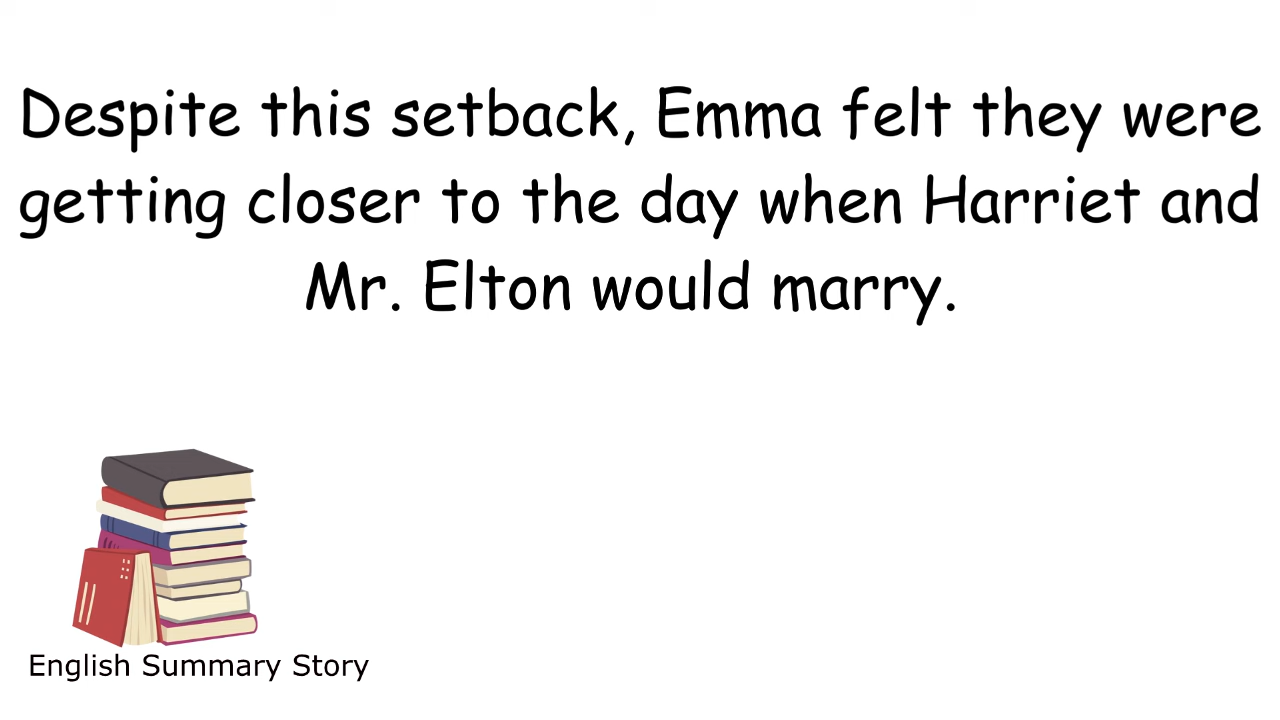 Despite this setback, Emma felt they were
getting closer to the day when Harriet and
Mr. Elton would marry.
English Summary Story